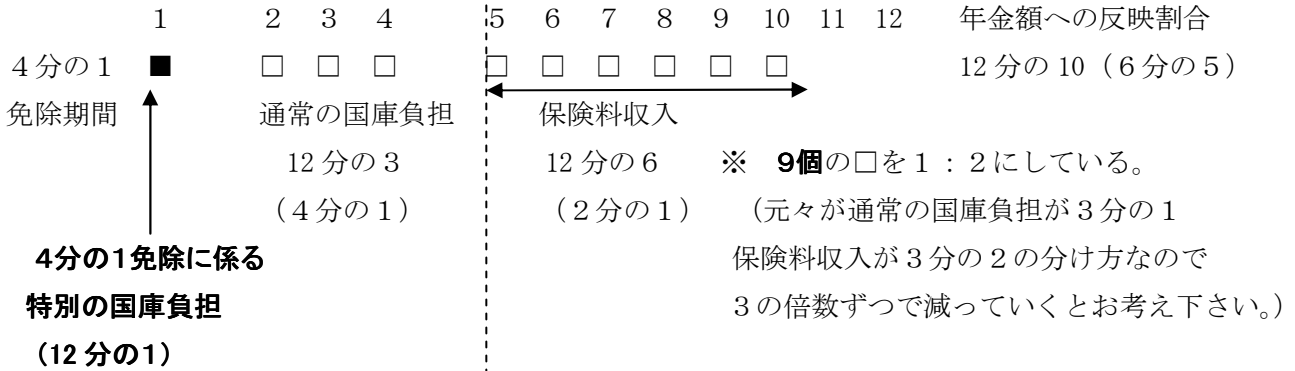 1 2 3 4 5 6 7 8 9 10 11 12 年金額への反映割合
4分の1 ■ □ □ □ □ □ □ □ □ □ 12分の10(6分の5)
免除期間 通常の国庫負担 保険料収入
12分の3 12分の6 ※ 9個の□を1:2にしている。
(4分の1) (2分の1) (元々が通常の国庫負担が3分の1
4分の1免除に係る 保険料収入が3分の2の分け方なので
特別の国庫負担 3の倍数ずつで減っていくとお考え下さい。)
(12分の1)